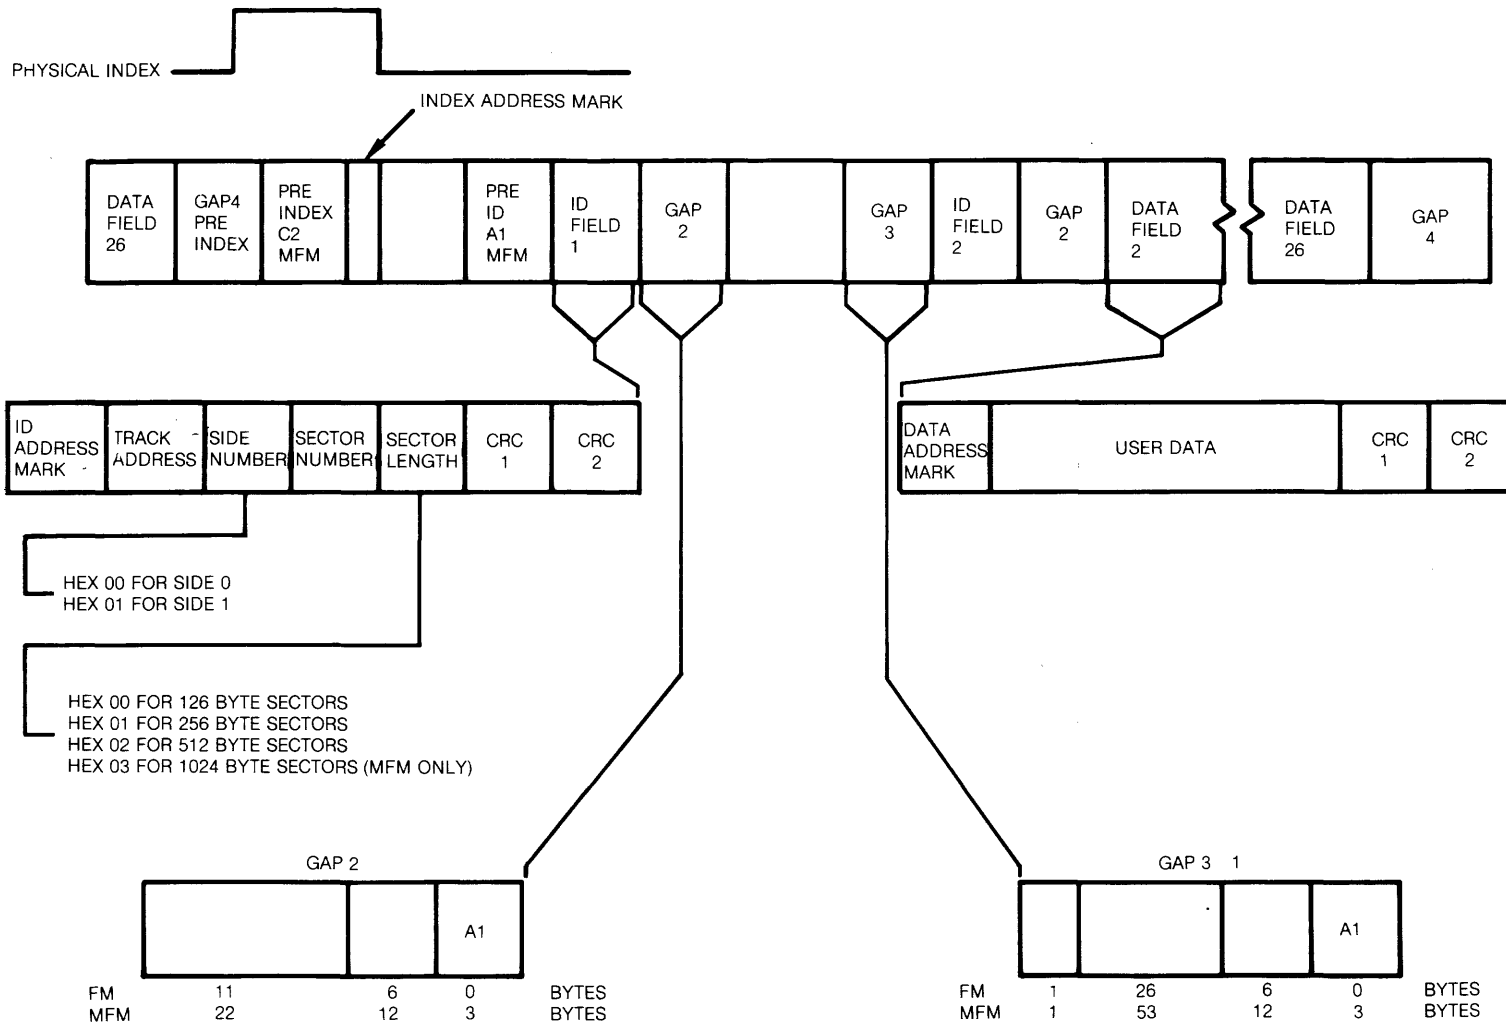 PHYSICAL INDEX
INDEX ADDRESS MARK
DATA
FIELD
26
GAP4
PRE
INDEX
PRE
INDEX
C2
MFM
PRE
ID
A1
MFM
ID
FIELD
1
GAP
2
GAP
3
ID
FIELD
2
GAP
2
DATA
FIELD
2
DATA
FIELD
26
GAP
4
ID
ADDRESS
MARK
TRACK
ADDRESS
SIDE
NUMBER
SECTOR
NUMBER
SECTOR
LENGTH
CRC
1
CRC
2
DATA
ADDRESS
MARK
USER DATA
CRC
1
CRC
2
HEX 00 FOR SIDE 0
HEX 01 FOR SIDE 1
HEX 00 FOR 126 BYTE SECTORS
HEX 01 FOR 256 BYTE SECTORS
HEX 02 FOR 512 BYTE SECTORS
HEX 03 FOR 1024 BYTE SECTORS (MFM ONLY)
GAP 2
A1
FM 11 6 0 BYTES
MFM 22 12 3 BYTES
GAP 3 1
A1
FM 1 26 6 0 BYTES
MFM 1 53 12 3 BYTES